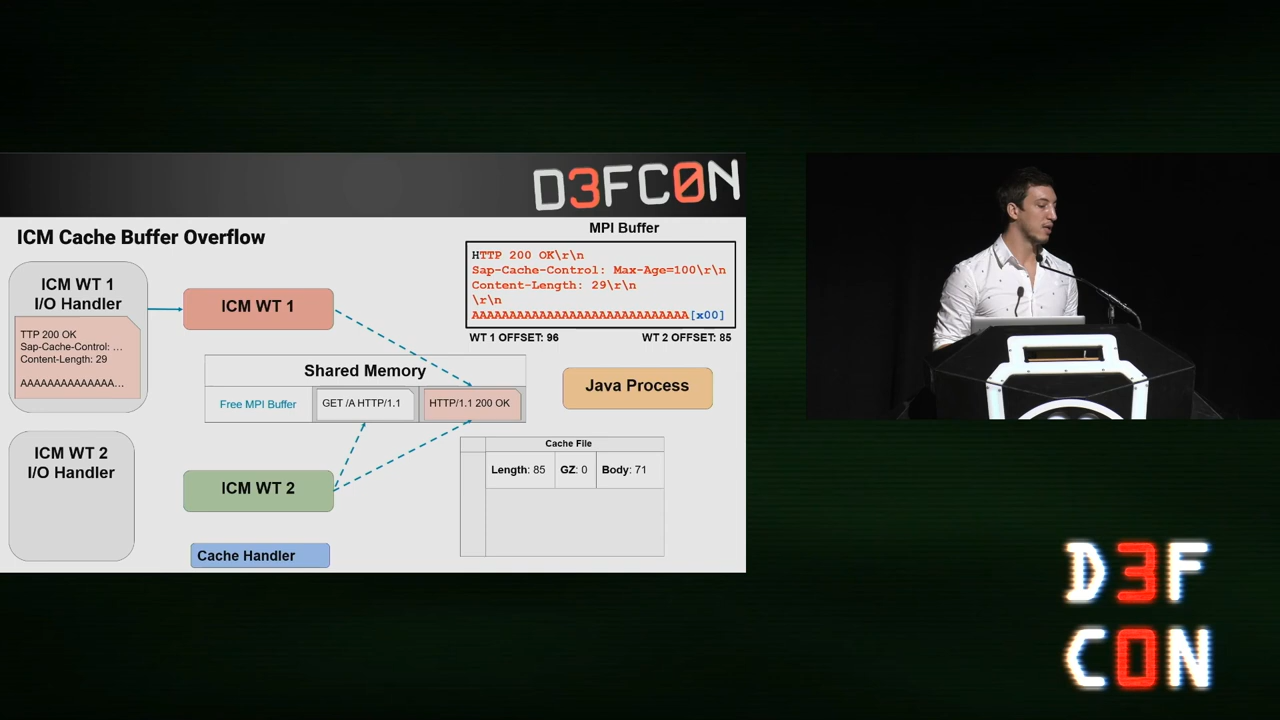 D3FC0N
ICM Cache Buffer Overflow
MPI Buffer
ICM WT 1
I/O Handler
TTP 200 OK
Sap-Cache-Control: ...
Content-Length: 29
AAAAAAAAAAAAAA...
ICM WT 1
HTTP 200 OK\r\n
Sap-Cache-Control: Max-Age=100\r\n
Content-Length: 29\r\n
\r\n
AAAAAAAAAAAAAAAAAAAAAAAAAAAAA[x00]
WT 1 OFFSET: 96
WT 2 OFFSET: 85
Shared Memory
Free MPI Buffer
GET /A HTTP/1.1
HTTP/1.1 200 OK
Java Process
ICM WT 2
I/O Handler
ICM WT 2
Cache File
Length: 85
GZ: 0
Body: 71
Cache Handler
D3F
C0N